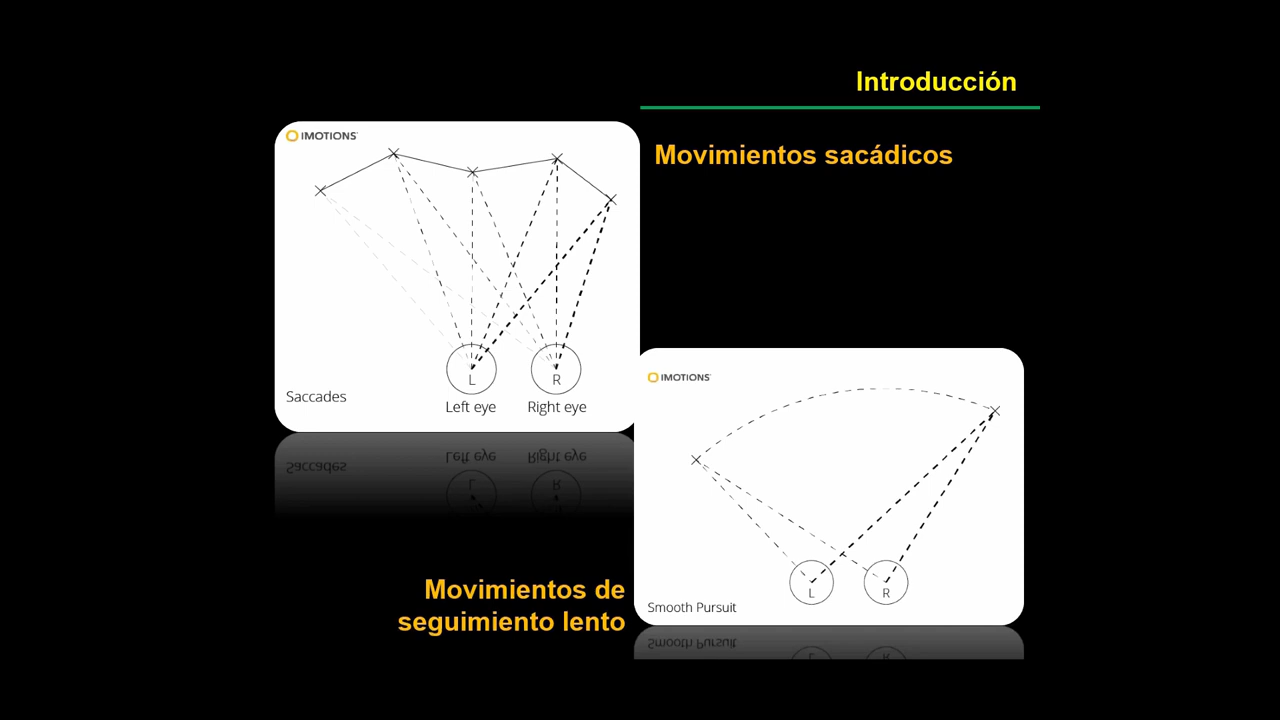 Introducción
IMOTIONS
Movimientos sacádicos
L
R
Saccades
Left eye
Right eye
IMOTIONS
L
R
Smooth Pursuit
Movimientos de
seguimiento lento